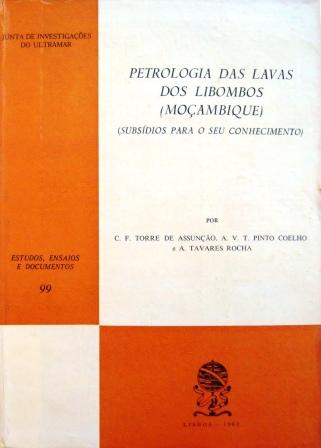 JUNTA DE INVESTIGAÇÕES
DO ULTRAMAR
PETROLOGIA DAS LAVAS
DOS LIBOMBOS
(MOÇAMBIQUE)
(SUBSÍDIOS PARA O SEU CONHECIMENTO)
POR
C. F. TORRE DE ASSUNÇÃO, A. V. T. PINTO COELHO
e A. TAVARES ROCHA
ESTUDOS, ENSAIOS
E DOCUMENTOS
99
LISBOA – 1962